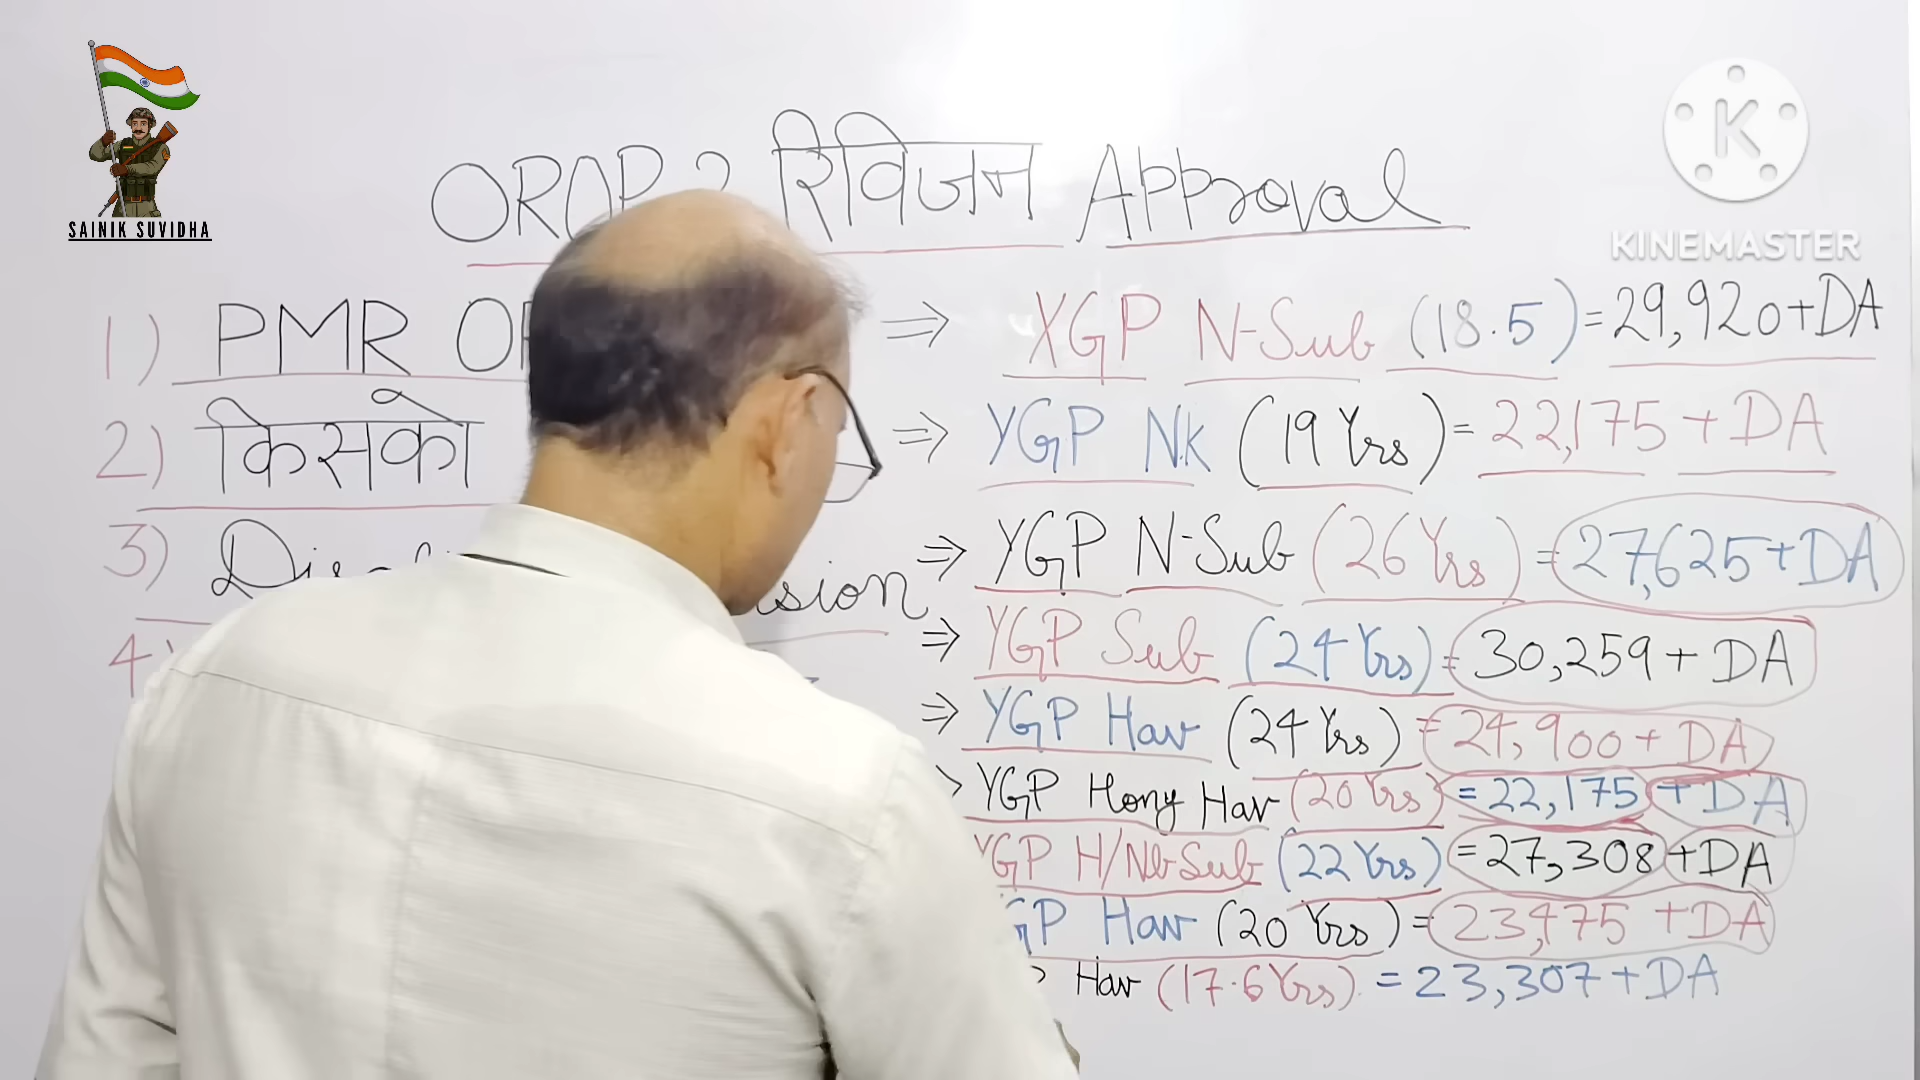 SAINIK SUVIDHA
KINEMASTER
OROP 2 रिविजन Approval
1) PMR
⇒ XGP N-Sub (18.5) = 29,920+DA
2) किसको
⇒ YGP NK (19 Yrs) = 22,175 + DA
3)
⇒ YGP N-Sub (26 Yrs) = 27,625+DA
4)
⇒ YGP Sub (24 Yrs) = 30,259 + DA
⇒ YGP Hav (24 Yrs) = 24,900 + DA
YGP Hony Hav (20 Yrs) = 22,175 + DA
YGP H/Nb Sub (22 Yrs) = 27,308 +DA
GP Hav (20 Yrs) = 23,475 +DA
Hav (17.6 Yrs). = 23,307+DA